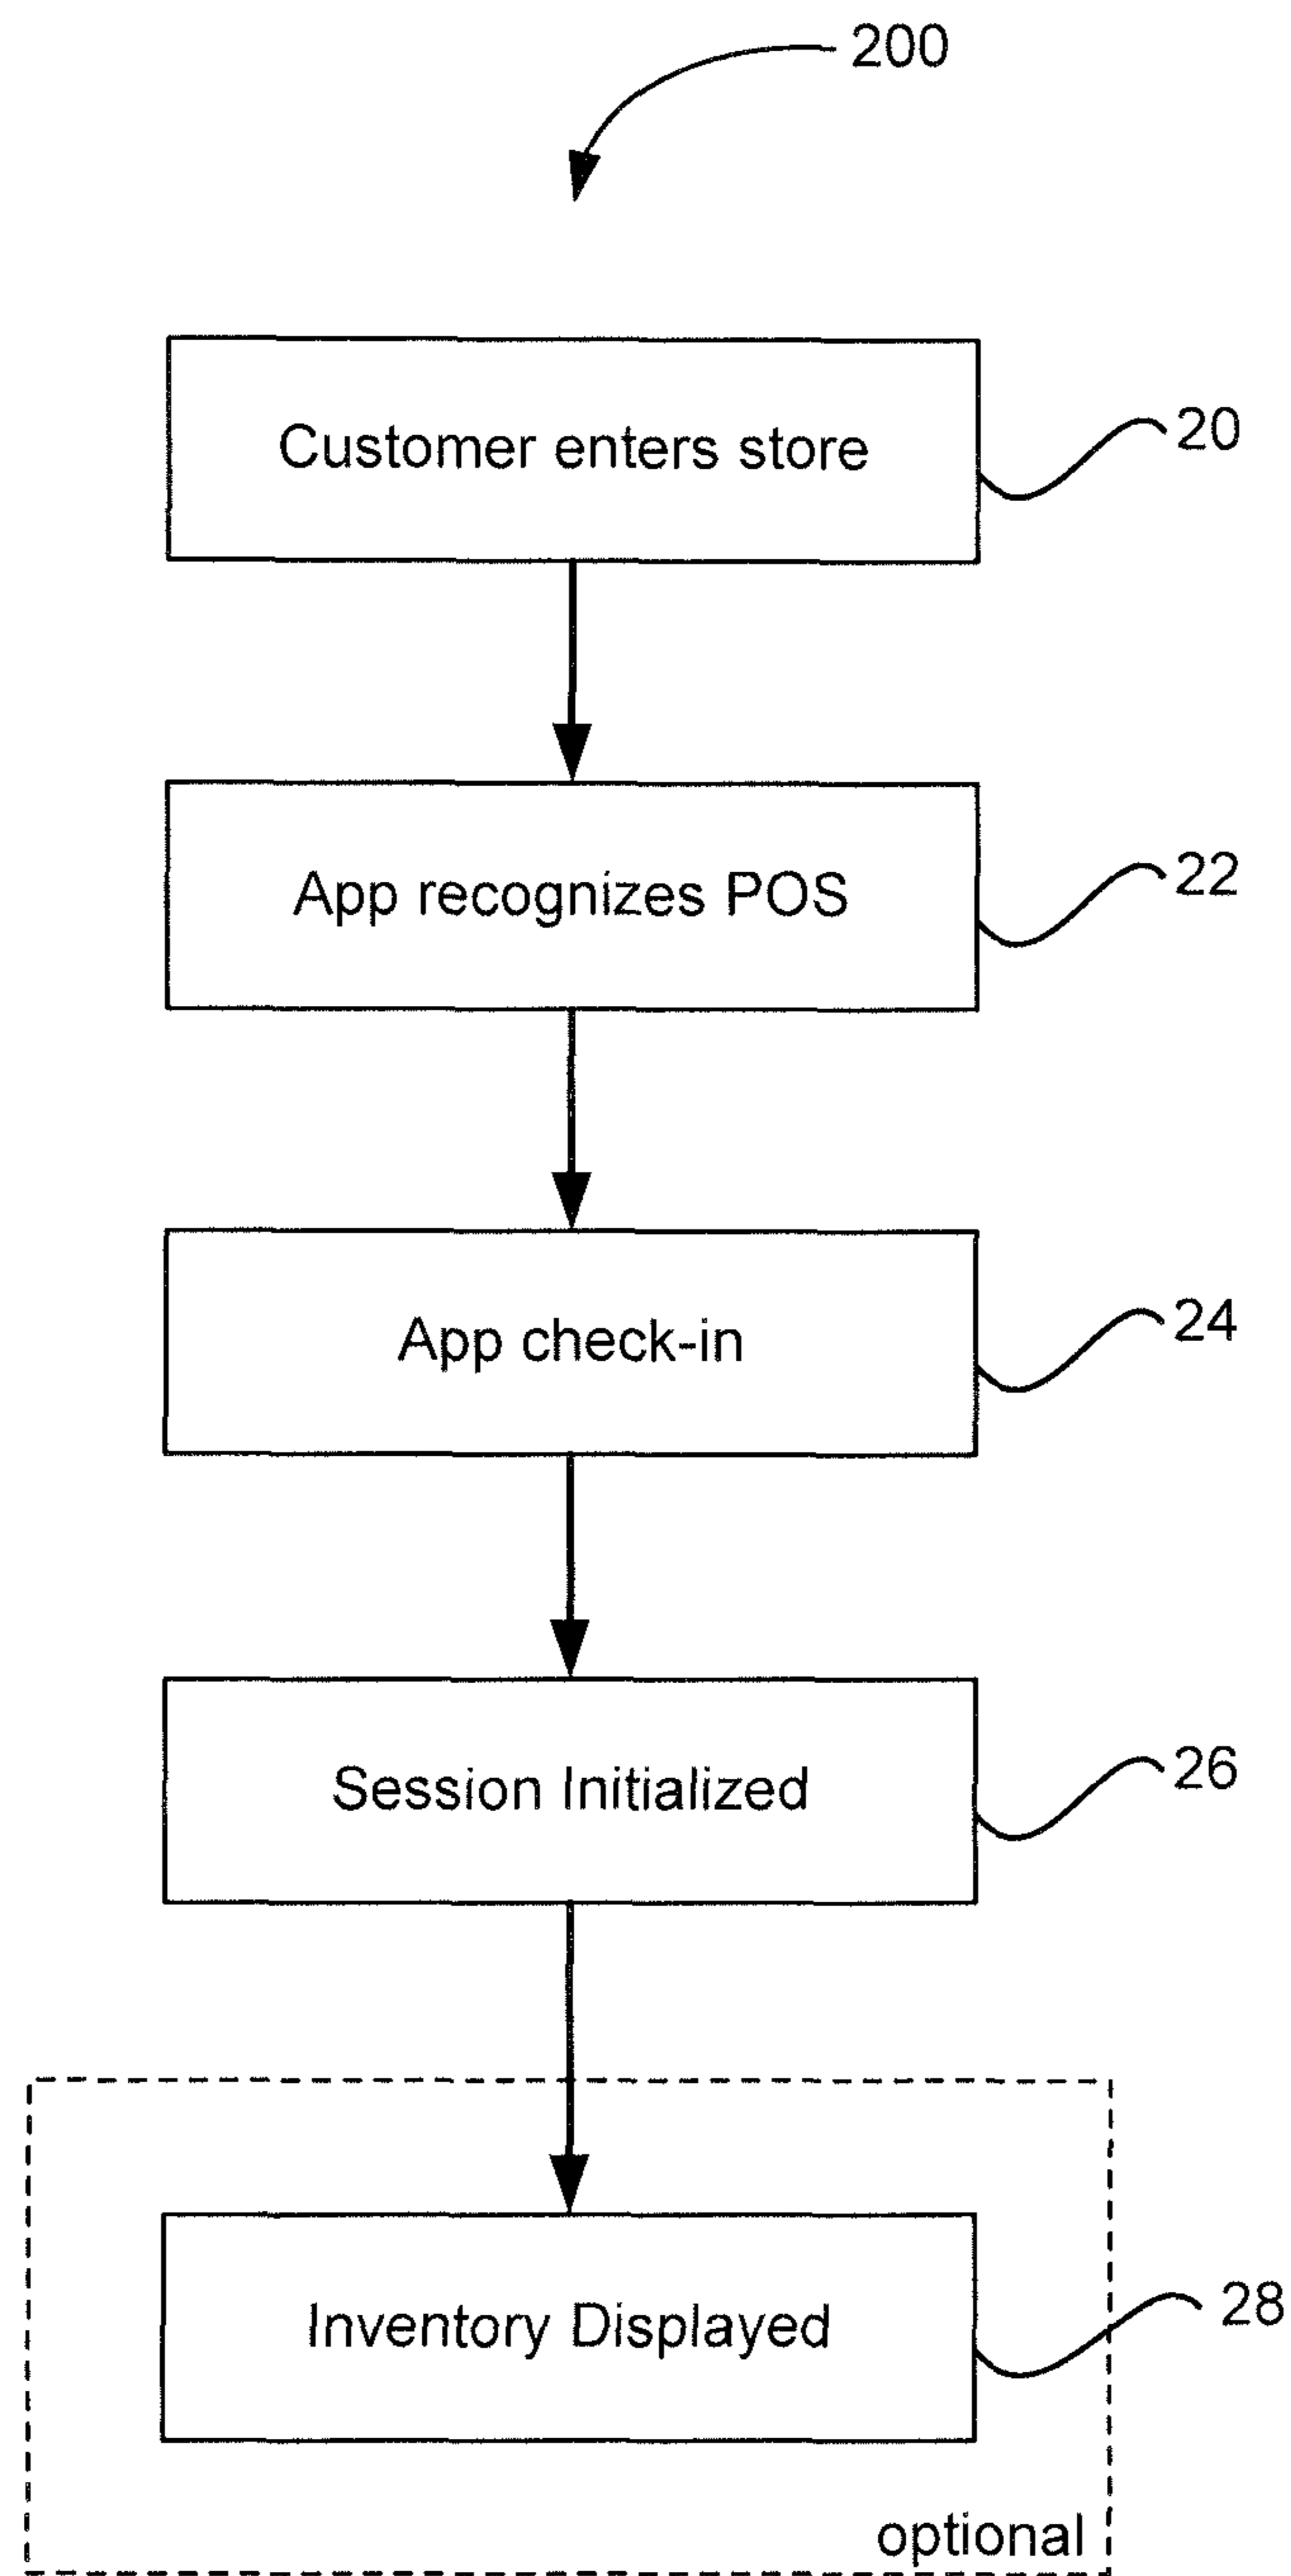 200
Customer enters store
20
App recognizes POS
22
App check-in
24
Session Initialized
26
Inventory Displayed
28
optional